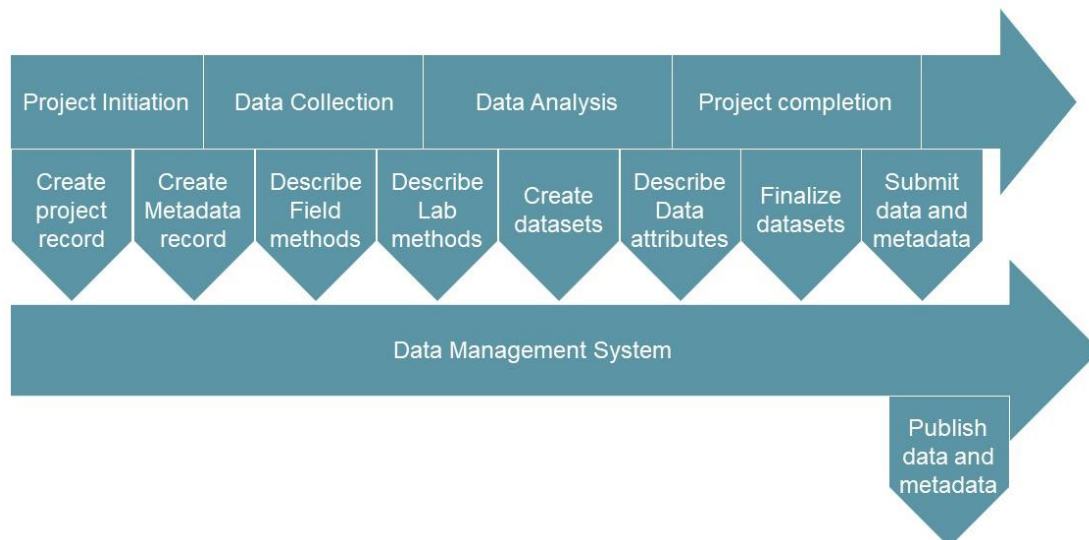 Project Initiation
Data Collection
Data Analysis
Project completion
Create
project
record
Create
Metadata
record
Describe
Field
methods
Describe
Lab
methods
Create
datasets
Describe
Data
attributes
Finalize
datasets
Submit
data and
metadata
Data Management System
Publish
data and
metadata